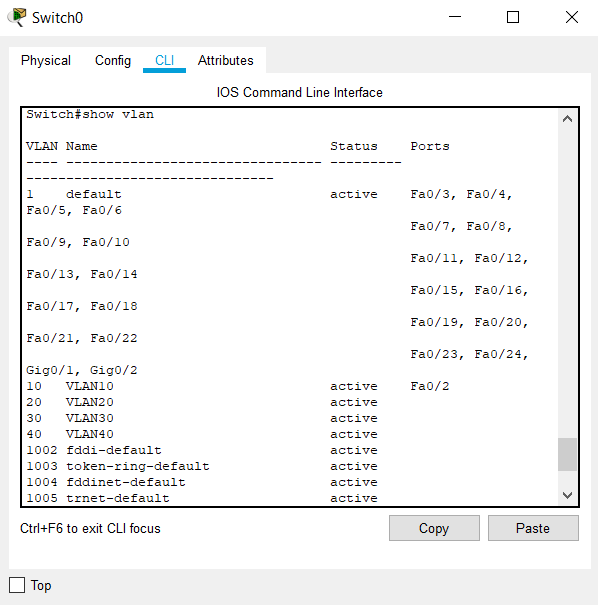 Switch0
Physical Config CLI Attributes
IOS Command Line Interface
Switch#show vlan
VLAN Name                             Status    Ports
---- -------------------------------- ---------
-------------------------------
1    default                          active    Fa0/3, Fa0/4,
Fa0/5, Fa0/6
                                                Fa0/7, Fa0/8,
Fa0/9, Fa0/10
                                                Fa0/11, Fa0/12,
Fa0/13, Fa0/14
                                                Fa0/15, Fa0/16,
Fa0/17, Fa0/18
                                                Fa0/19, Fa0/20,
Fa0/21, Fa0/22
                                                Fa0/23, Fa0/24,
Gig0/1, Gig0/2
10   VLAN10                           active    Fa0/2
20   VLAN20                           active
30   VLAN30                           active
40   VLAN40                           active
1002 fddi-default                     active
1003 token-ring-default               active
1004 fddinet-default                  active
1005 trnet-default                    active
Ctrl+F6 to exit CLI focus
Copy Paste
Top